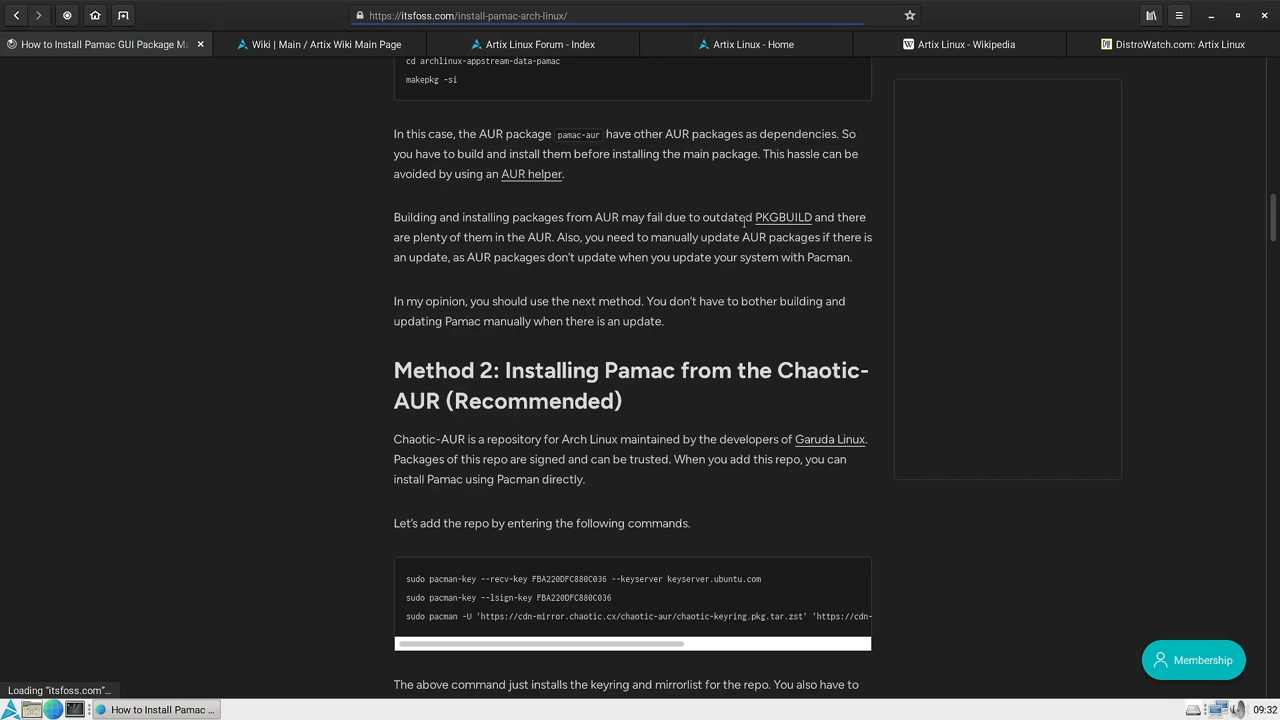 https://itsfoss.com/install-pamac-arch-linux/
How to Install Pamac GUI Package Ma
Wiki | Main / Artix Wiki Main Page
Artix Linux Forum - Index
Artix Linux - Home
Artix Linux - Wikipedia
DistroWatch.com: Artix Linux
cd archlinux-appstream-data-pamac
makepkg -si
In this case, the AUR package pamac-aur have other AUR packages as dependencies. So
you have to build and install them before installing the main package. This hassle can be
avoided by using an AUR helper.
Building and installing packages from AUR may fail due to outdated PKGBUILD and there
are plenty of them in the AUR. Also, you need to manually update AUR packages if there is
an update, as AUR packages don't update when you update your system with Pacman.
In my opinion, you should use the next method. You don't have to bother building and
updating Pamac manually when there is an update.
Method 2: Installing Pamac from the Chaotic-
AUR (Recommended)
Chaotic-AUR is a repository for Arch Linux maintained by the developers of Garuda Linux.
Packages of this repo are signed and can be trusted. When you add this repo, you can
install Pamac using Pacman directly.
Let's add the repo by entering the following commands.
sudo pacman-key --recv-key FBA220DFC880C036 --keyserver keyserver.ubuntu.com
sudo pacman-key --lsign-key FBA220DFC880C036
sudo pacman -U 'https://cdn-mirror.chaotic.cx/chaotic-aur/chaotic-keyring.pkg.tar.zst' 'https://cdn-
Membership
The above command just installs the keyring and mirrorlist for the repo. You also have to
Loading "itsfoss.com"...
How to Install Pamac ...
09:32